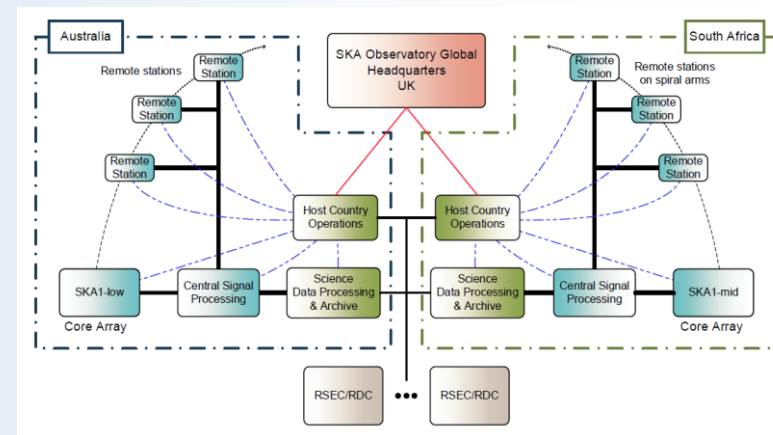 Australia
South Africa
SKA Observatory Global
Headquarters
UK
Remote stations
Remote
Station
Remote
Station
Remote
Station
Remote
Station
Remote stations
on spiral arms
Remote
Station
Remote
Station
Host Country
Operations
Host Country
Operations
SKA1-low
Core Array
Central Signal
Processing
Science
Data Processing
& Archive
Science
Data Processing
& Archive
Central Signal
Processing
SKA1-mid
Core Array
RSEC/RDC
•••
RSEC/RDC